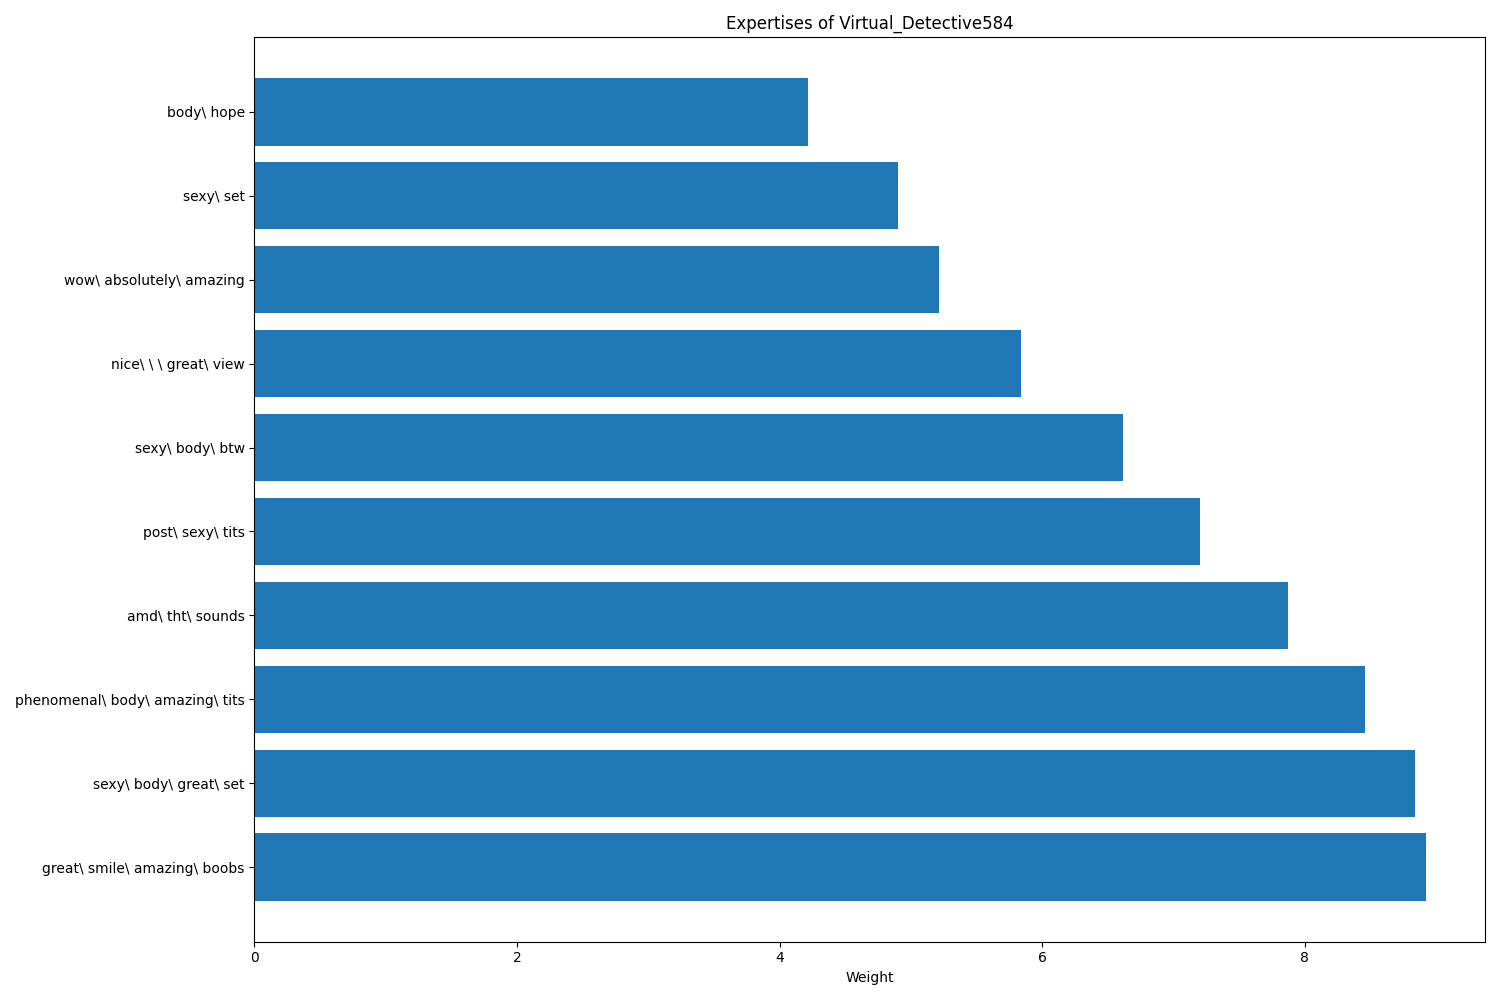 Expertises of Virtual_Detective584
body\ hope
sexy\ set
wow\ absolutely\ amazing
nice\ \ \ great\ view
sexy\ body\ btw
post\ sexy\ tits
amd\ tht\ sounds
phenomenal\ body\ amazing\ tits
sexy\ body\ great\ set
great\ smile\ amazing\ boobs
0 2 4 6 8
Weight